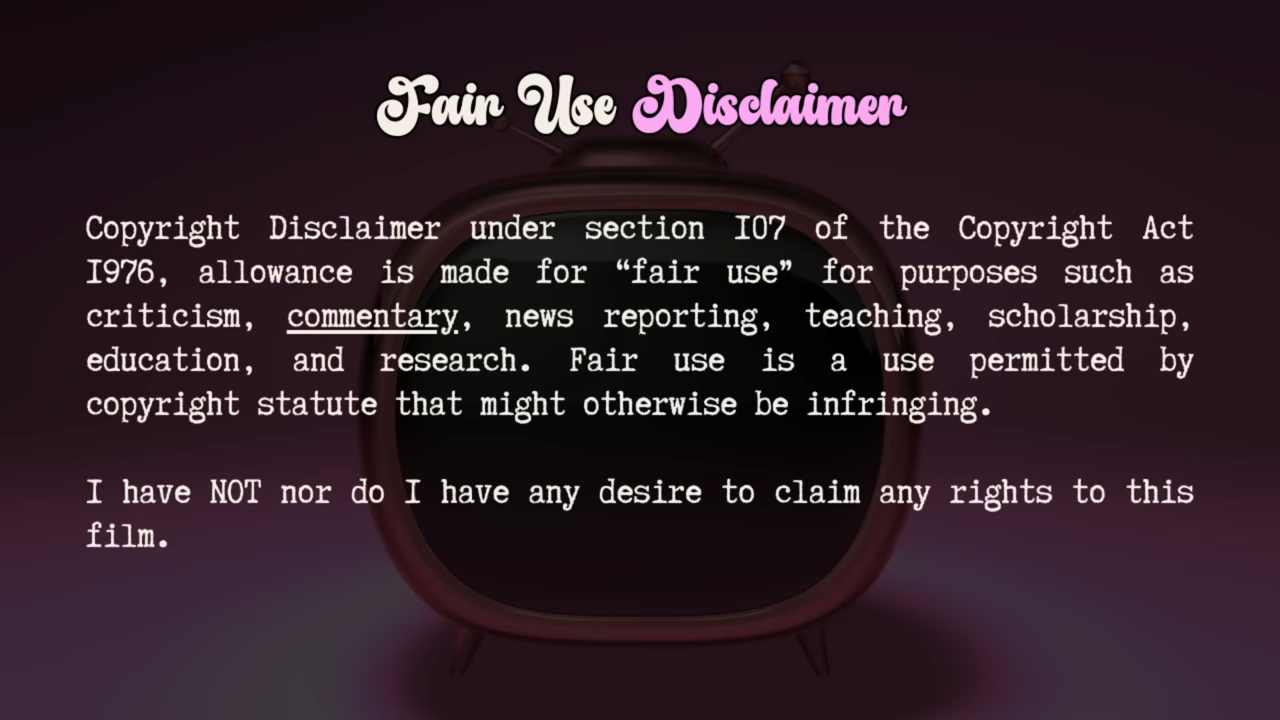 Fair Use Disclaimer
Copyright Disclaimer under section I07 of the Copyright Act
I976, allowance is made for “fair use” for purposes such as
criticism, commentary, news reporting, teaching, scholarship,
education, and research. Fair use is a use permitted by
copyright statute that might otherwise be infringing.
I have NOT nor do I have any desire to claim any rights to this
film.